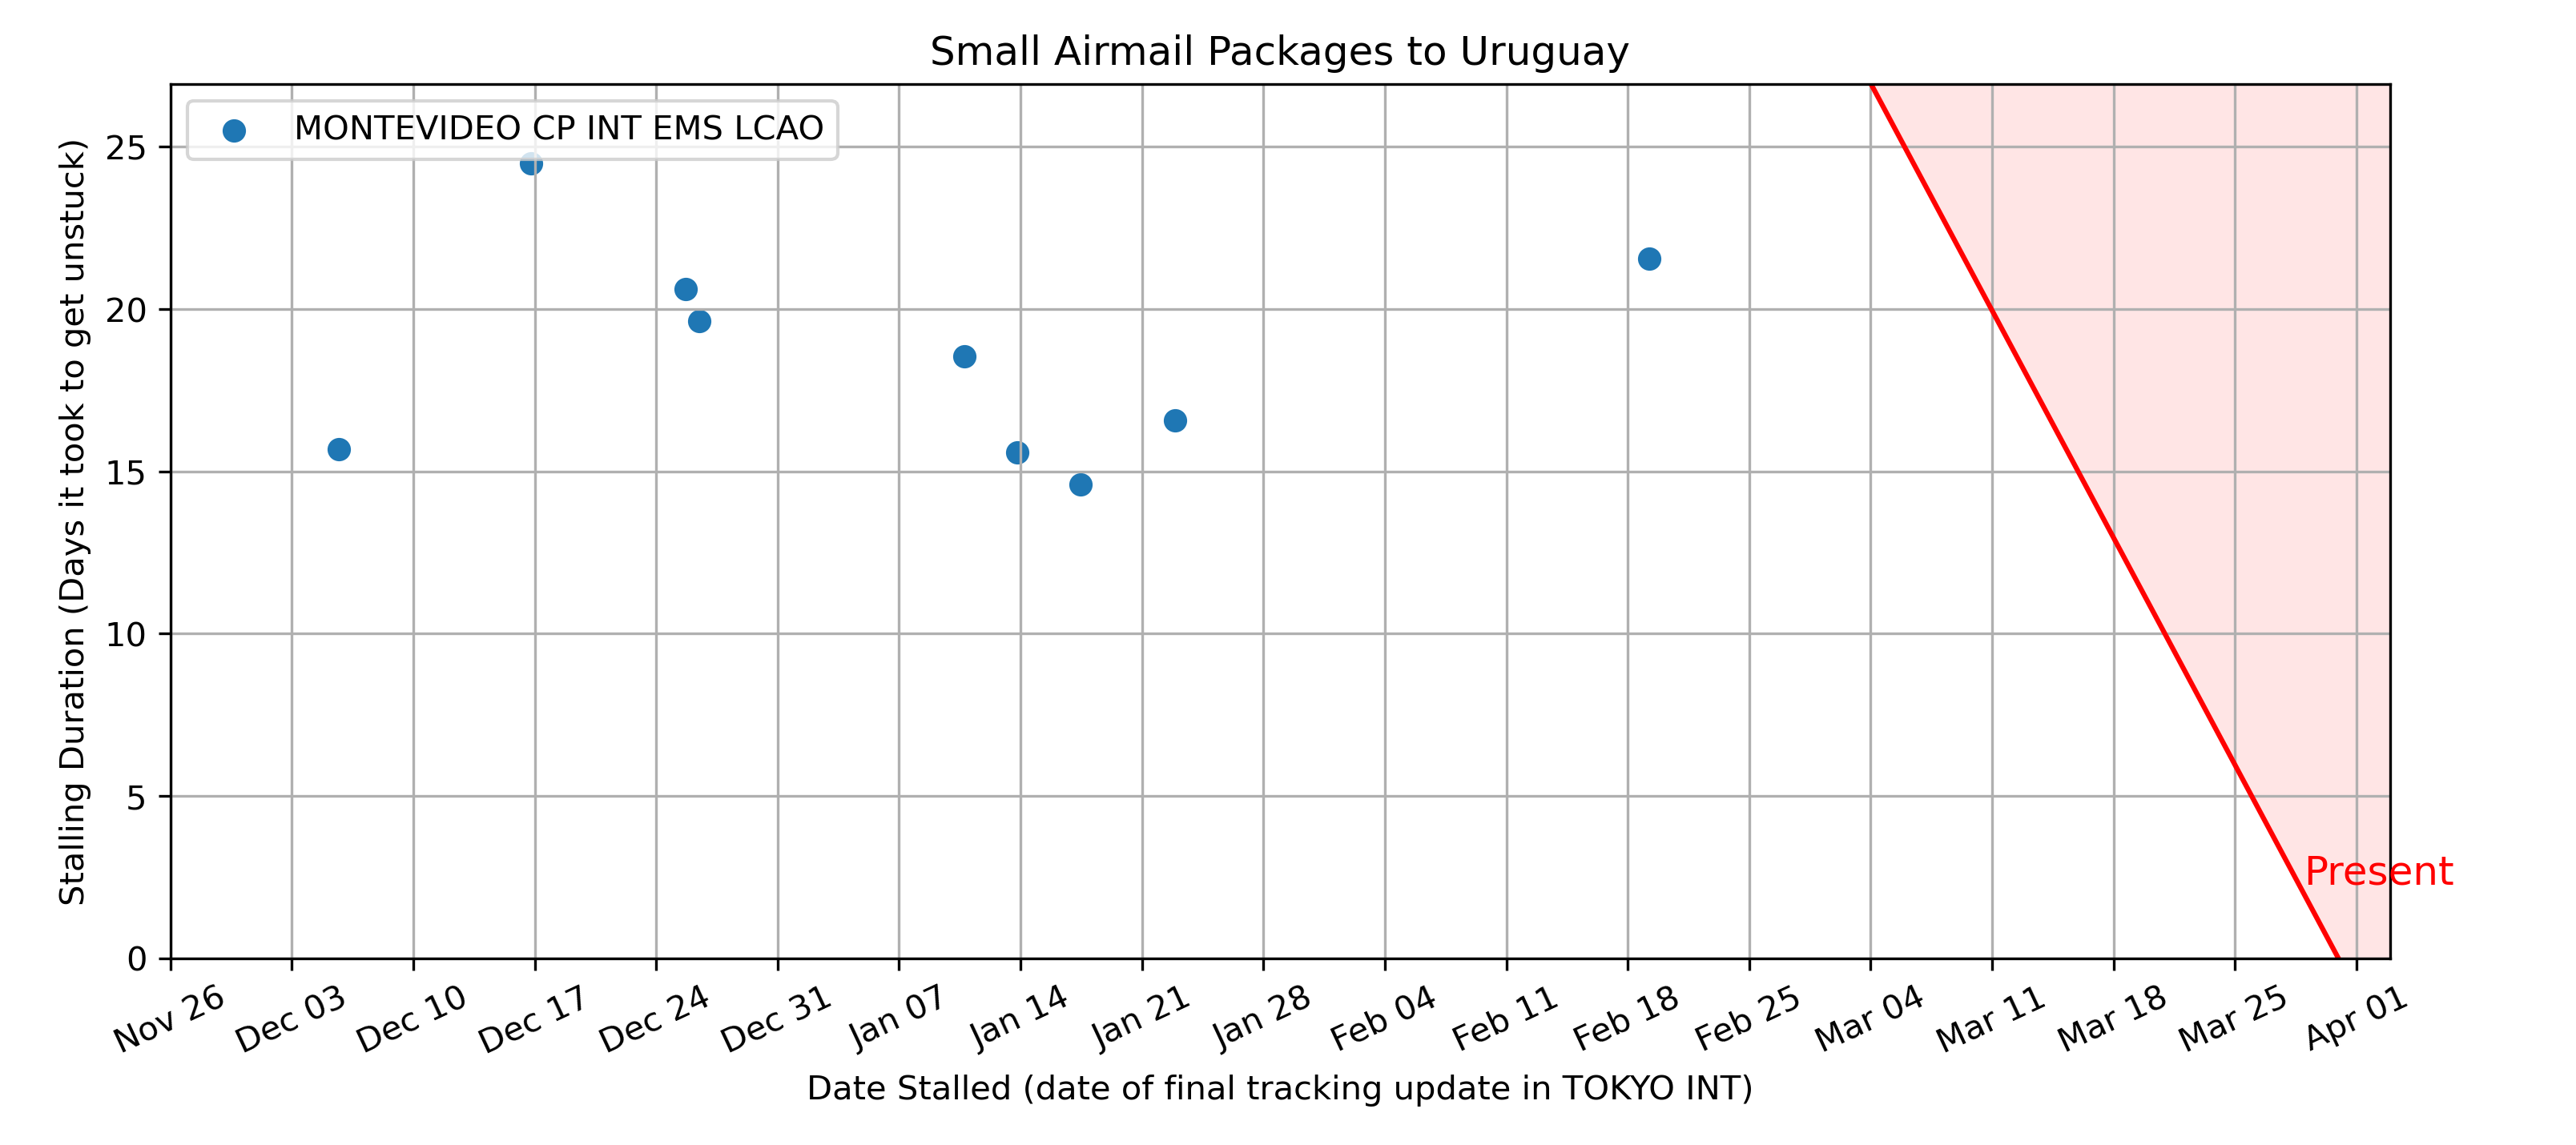 Small Airmail Packages to Uruguay
MONTEVIDEO CP INT EMS LCAO
Stalling Duration (Days it took to get unstuck)
25
20
15
10
5
0
Present
Nov 26 Dec 03 Dec 10 Dec 17 Dec 24 Dec 31 Jan 07 Jan 14 Jan 21 Jan 28 Feb 04 Feb 11 Feb 18 Feb 25 Mar 04 Mar 11 Mar 18 Mar 25 Apr 01
Date Stalled (date of final tracking update in TOKYO INT)